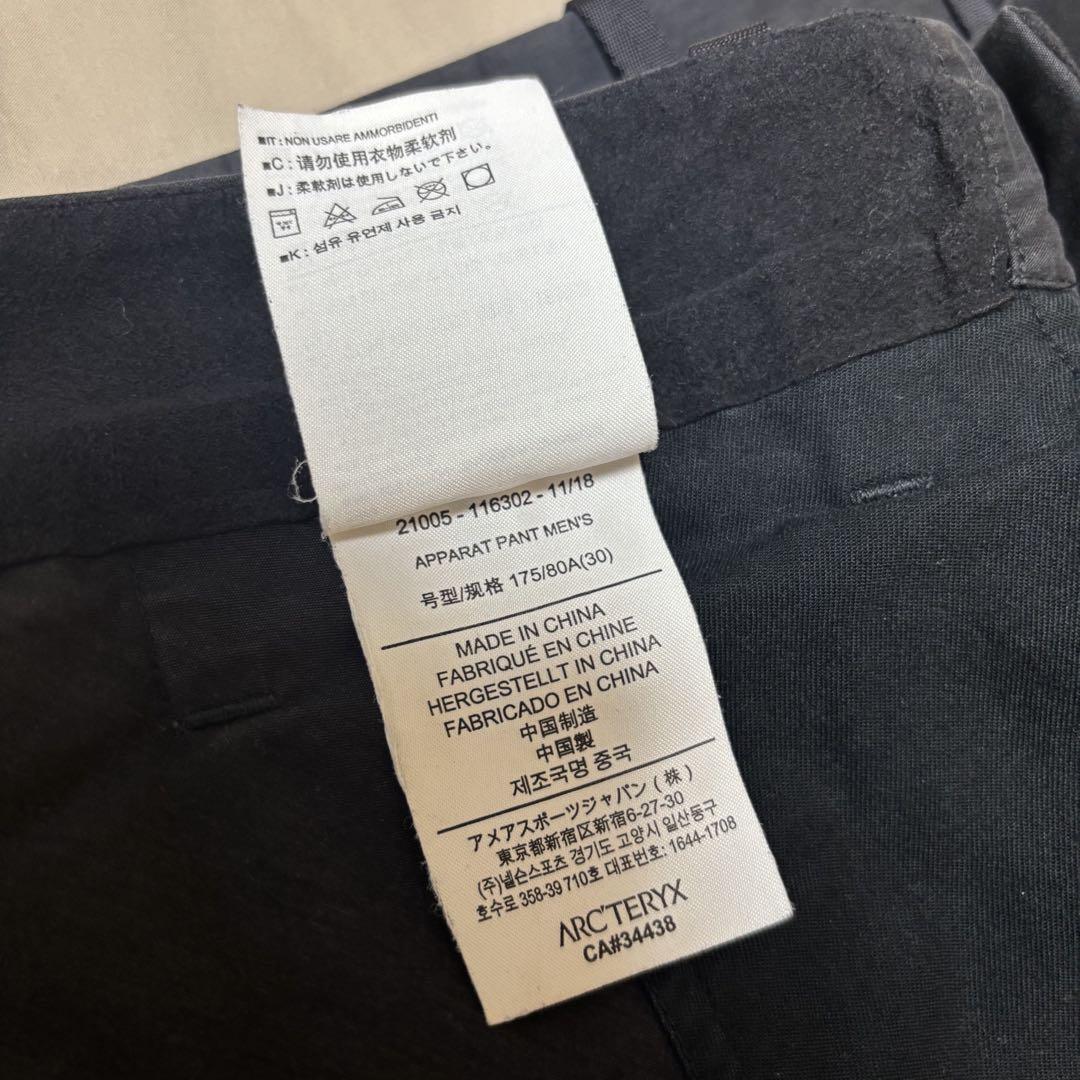 ■IT: NON USARE AMMORBIDENTI
■C: 请勿使用衣物柔软剂
■J: 柔軟剤は使用しないで下さい。
■K: 섬유 유연제 사용 금지
21005 - 116302 - 11/18
APPARAT PANT MEN'S
号型/规格 175/80A(30)
MADE IN CHINA
FABRIQUÉ EN CHINE
HERGESTELLT IN CHINA
FABRICADO EN CHINA
中国制造
中国製
제조국명 중국
アメアスポーツジャパン (株)
東京都新宿区新宿6-27-30
(주)넬슨스포츠 경기도 고양시 일산동구
호수로 358-39 710호 대표번호: 1644-1708
ARC'TERYX
CA#34438